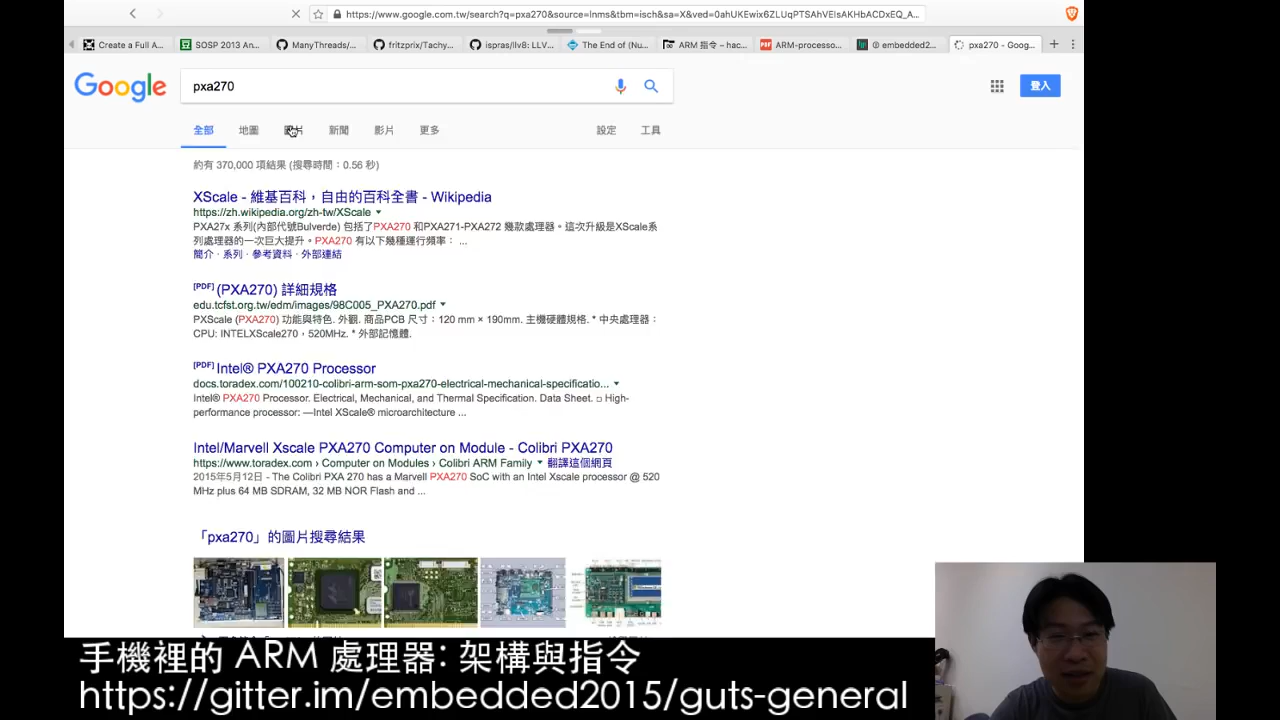 https://www.google.com.tw/search?q=pxa270&source=lnms&tbm=isch&sa=X&ved=0ahUKEwix6ZLUqPTSAhVEIsAKHbACDxEQ_A...
Create a Full A...
SOSP 2013 An...
ManyThreads/...
fritzprix/Tachy...
ispras/llv8: LLV...
The End of (Nu...
ARM 指令 – hac...
ARM-processo...
embedded2...
pxa270 - Goog...
Google
pxa270
登入
全部 地圖 新聞 影片 更多 設定 工具
約有 370,000 項結果 (搜尋時間：0.56 秒)
XScale - 維基百科，自由的百科全書 - Wikipedia
https://zh.wikipedia.org/zh-tw/XScale
PXA27x 系列(內部代號Bulverde) 包括了PXA270 和PXA271-PXA272 幾款處理器。這次升級是XScale系
列處理器的一次巨大提升。PXA270 有以下幾種運行頻率： ...
簡介 · 系列 · 參考資料 · 外部連結
[PDF] (PXA270) 詳細規格
edu.tcfst.org.tw/edm/images/98C005_PXA270.pdf
PXScale (PXA270) 功能與特色. 外觀. 商品PCB 尺寸：120 mm × 190mm. 主機硬體規格. * 中央處理器：
CPU: INTELXScale270，520MHz. * 外部記憶體.
[PDF] Intel® PXA270 Processor
docs.toradex.com/100210-colibri-arm-som-pxa270-electrical-mechanical-specificatio...
Intel® PXA270 Processor. Electrical, Mechanical, and Thermal Specification. Data Sheet. □ High-
performance processor: —Intel XScale® microarchitecture ...
Intel/Marvell Xscale PXA270 Computer on Module - Colibri PXA270
https://www.toradex.com › Computer on Modules › Colibri ARM Family 翻譯這個網頁
2015年5月12日 - The Colibri PXA 270 has a Marvell PXA270 SoC with an Intel Xscale processor @ 520
MHz plus 64 MB SDRAM, 32 MB NOR Flash and ...
「pxa270」的圖片搜尋結果
手機裡的 ARM 處理器: 架構與指令
https://gitter.im/embedded2015/guts-general